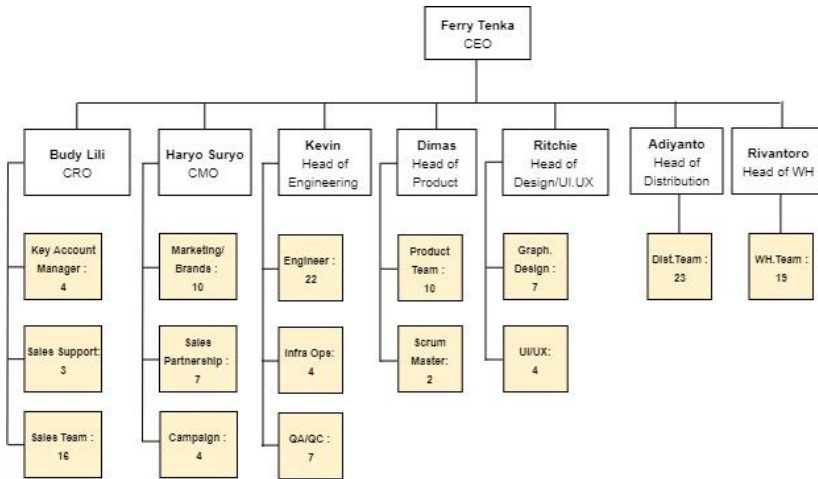 Ferry Tenka
CEO
Budy Lili
CRO
Haryo Suryo
CMO
Kevin
Head of
Engineering
Dimas
Head of
Product
Ritchie
Head of
Design/UI.UX
Adiyanto
Head of
Distribution
Rivantoro
Head of WH
Key Account
Manager :
4
Marketing/
Brands :
10
Engineer :
22
Product
Team :
10
Graph.
Design :
7
Dist.Team :
23
WH.Team :
19
Sales Support:
3
Sales
Partnership :
7
Infra Ops:
4
Scrum
Master:
2
UI/UX:
4
Sales Team :
16
Campaign :
4
QA/QC :
7